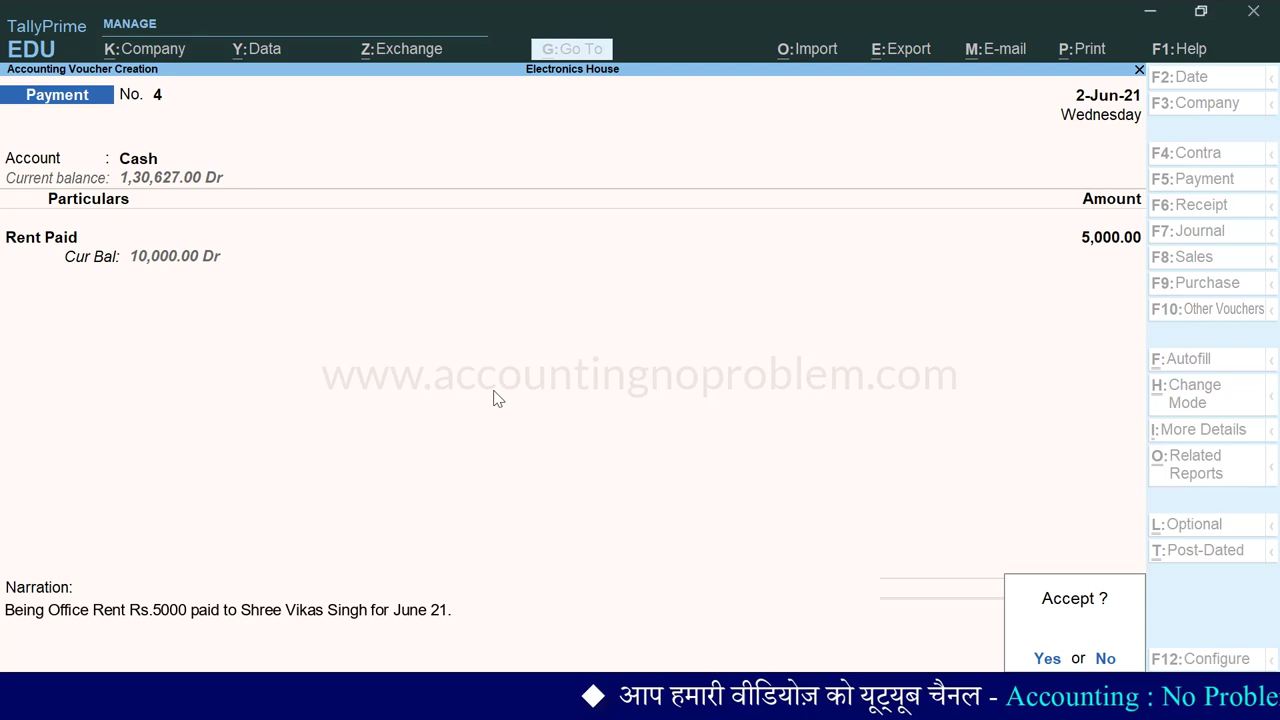 TallyPrime
EDU
MANAGE
K:Company Y:Data Z:Exchange G:Go To O:Import E:Export M:E-mail P:Print F1:Help
Accounting Voucher Creation Electronics House
Payment No. 4 2-Jun-21
Wednesday
Account : Cash
Current balance: 1,30,627.00 Dr
Particulars Amount
Rent Paid 5,000.00
Cur Bal: 10,000.00 Dr
www.accountingnoproblem.com
Narration:
Being Office Rent Rs.5000 paid to Shree Vikas Singh for June 21.
Accept ?
Yes or No
F2:Date
F3:Company
F4:Contra
F5:Payment
F6:Receipt
F7:Journal
F8:Sales
F9:Purchase
F10:Other Vouchers
F:Autofill
H:Change
Mode
I:More Details
O:Related
Reports
L:Optional
T:Post-Dated
F12:Configure
◆ आप हमारी वीडियोज़ को यूट्यूब चैनल - Accounting : No Proble